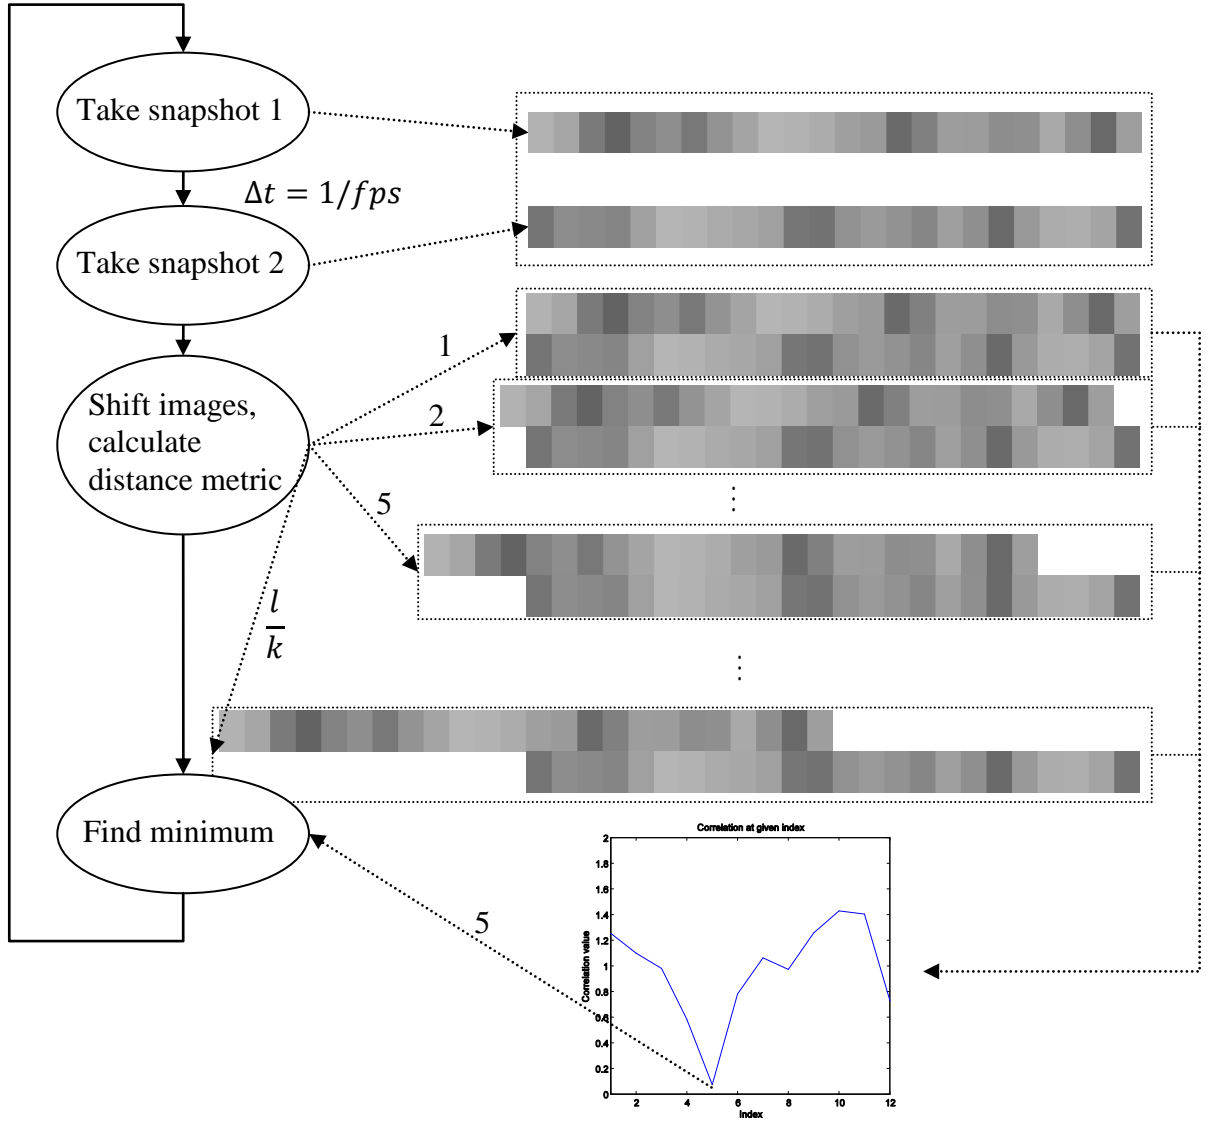 Take snapshot 1
Δt = 1/fps
Take snapshot 2
1
Shift images,
calculate
distance metric
2
⋮
5
l
k
⋮
Find minimum
5
Correlation at given index
Correlation value
2
1.8
1.6
1.4
1.2
1
0.8
0.6
0.4
0.2
0
2
4
6
8
10
12
Index